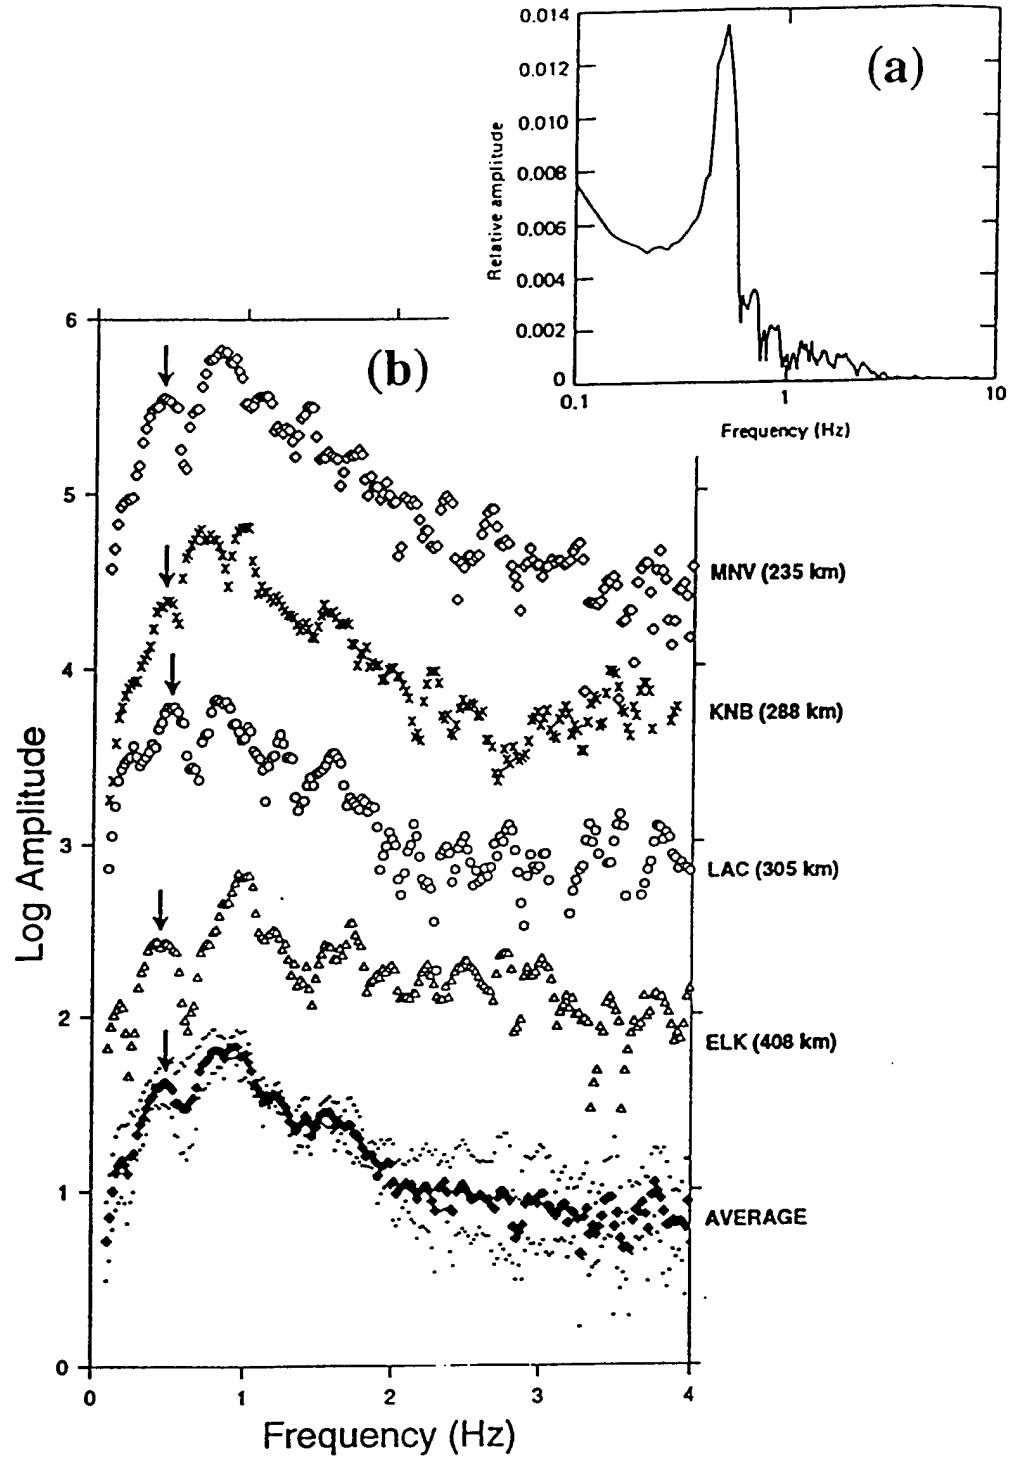 0.014
(a)
0.012
0.010
0.008
0.006
0.004
0.002
0
Relative amplitude
0.1
1
10
Frequency (Hz)
(b)
6
5
4
3
2
1
0
Log Amplitude
MNV (235 km)
KNB (288 km)
LAC (305 km)
ELK (408 km)
AVERAGE
0
1
2
3
4
Frequency (Hz)